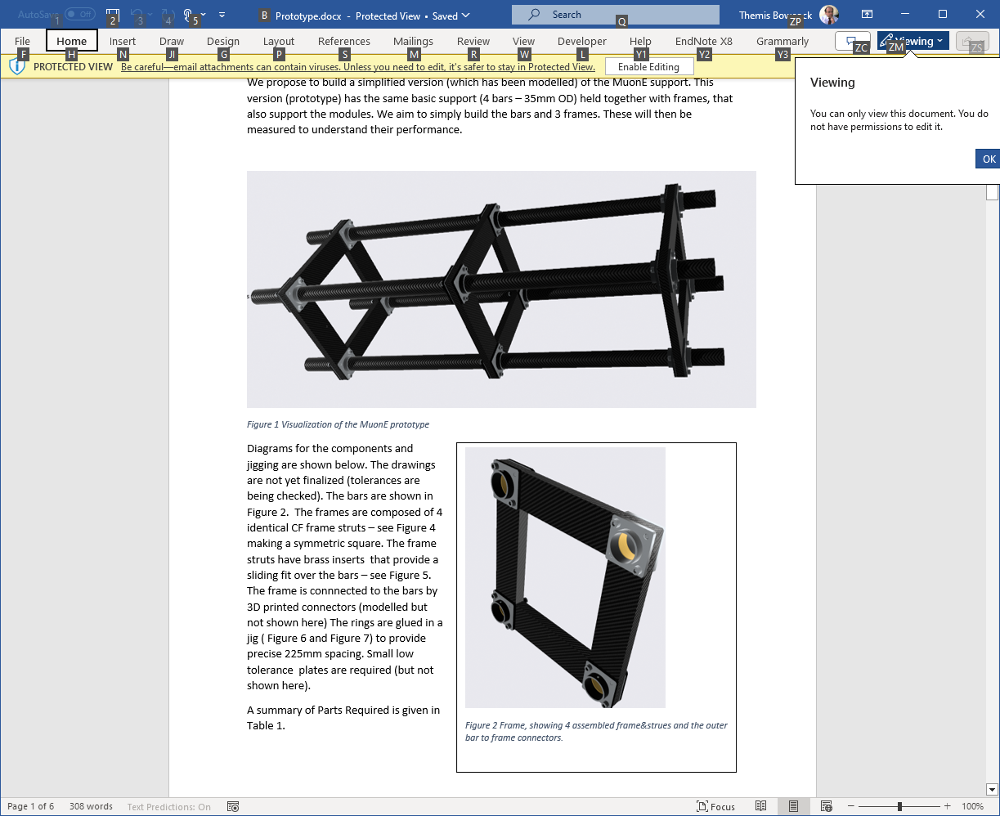 AutoSave Off
1 2 3 4 5
B Prototype.docx - Protected View • Saved
Search
Q
ZP
File Home Insert Draw Design Layout References Mailings Review View Developer Help EndNote X8 Grammarly Viewing
F H N JI G P S M R W L Y1 Y2 Y3 ZC ZM ZS
PROTECTED VIEW Be careful—email attachments can contain viruses. Unless you need to edit, it's safer to stay in Protected View. Enable Editing
Viewing
You can only view this document. You do
not have permissions to edit it.
OK
We propose to build a simplified version (which has been modelled) of the MuonE support. This
version (prototype) has the same basic support (4 bars – 35mm OD) held together with frames, that
also support the modules. We aim to simply build the bars and 3 frames. These will then be
measured to understand their performance.
Figure 1 Visualization of the MuonE prototype
Diagrams for the components and
jigging are shown below. The drawings
are not yet finalized (tolerances are
being checked). The bars are shown in
Figure 2.  The frames are composed of 4
identical CF frame struts – see Figure 4
making a symmetric square. The frame
struts have brass inserts  that provide a
sliding fit over the bars – see Figure 5.
The frame is connnected to the bars by
3D printed connectors (modelled but
not shown here) The rings are glued in a
jig ( Figure 6 and Figure 7) to provide
precise 225mm spacing. Small low
tolerance  plates are required (but not
shown here).
A summary of Parts Required is given in
Table 1.
Figure 2 Frame, showing 4 assembled frame&strues and the outer
bar to frame connectors.
Page 1 of 6 308 words Text Predictions: On Focus 100%